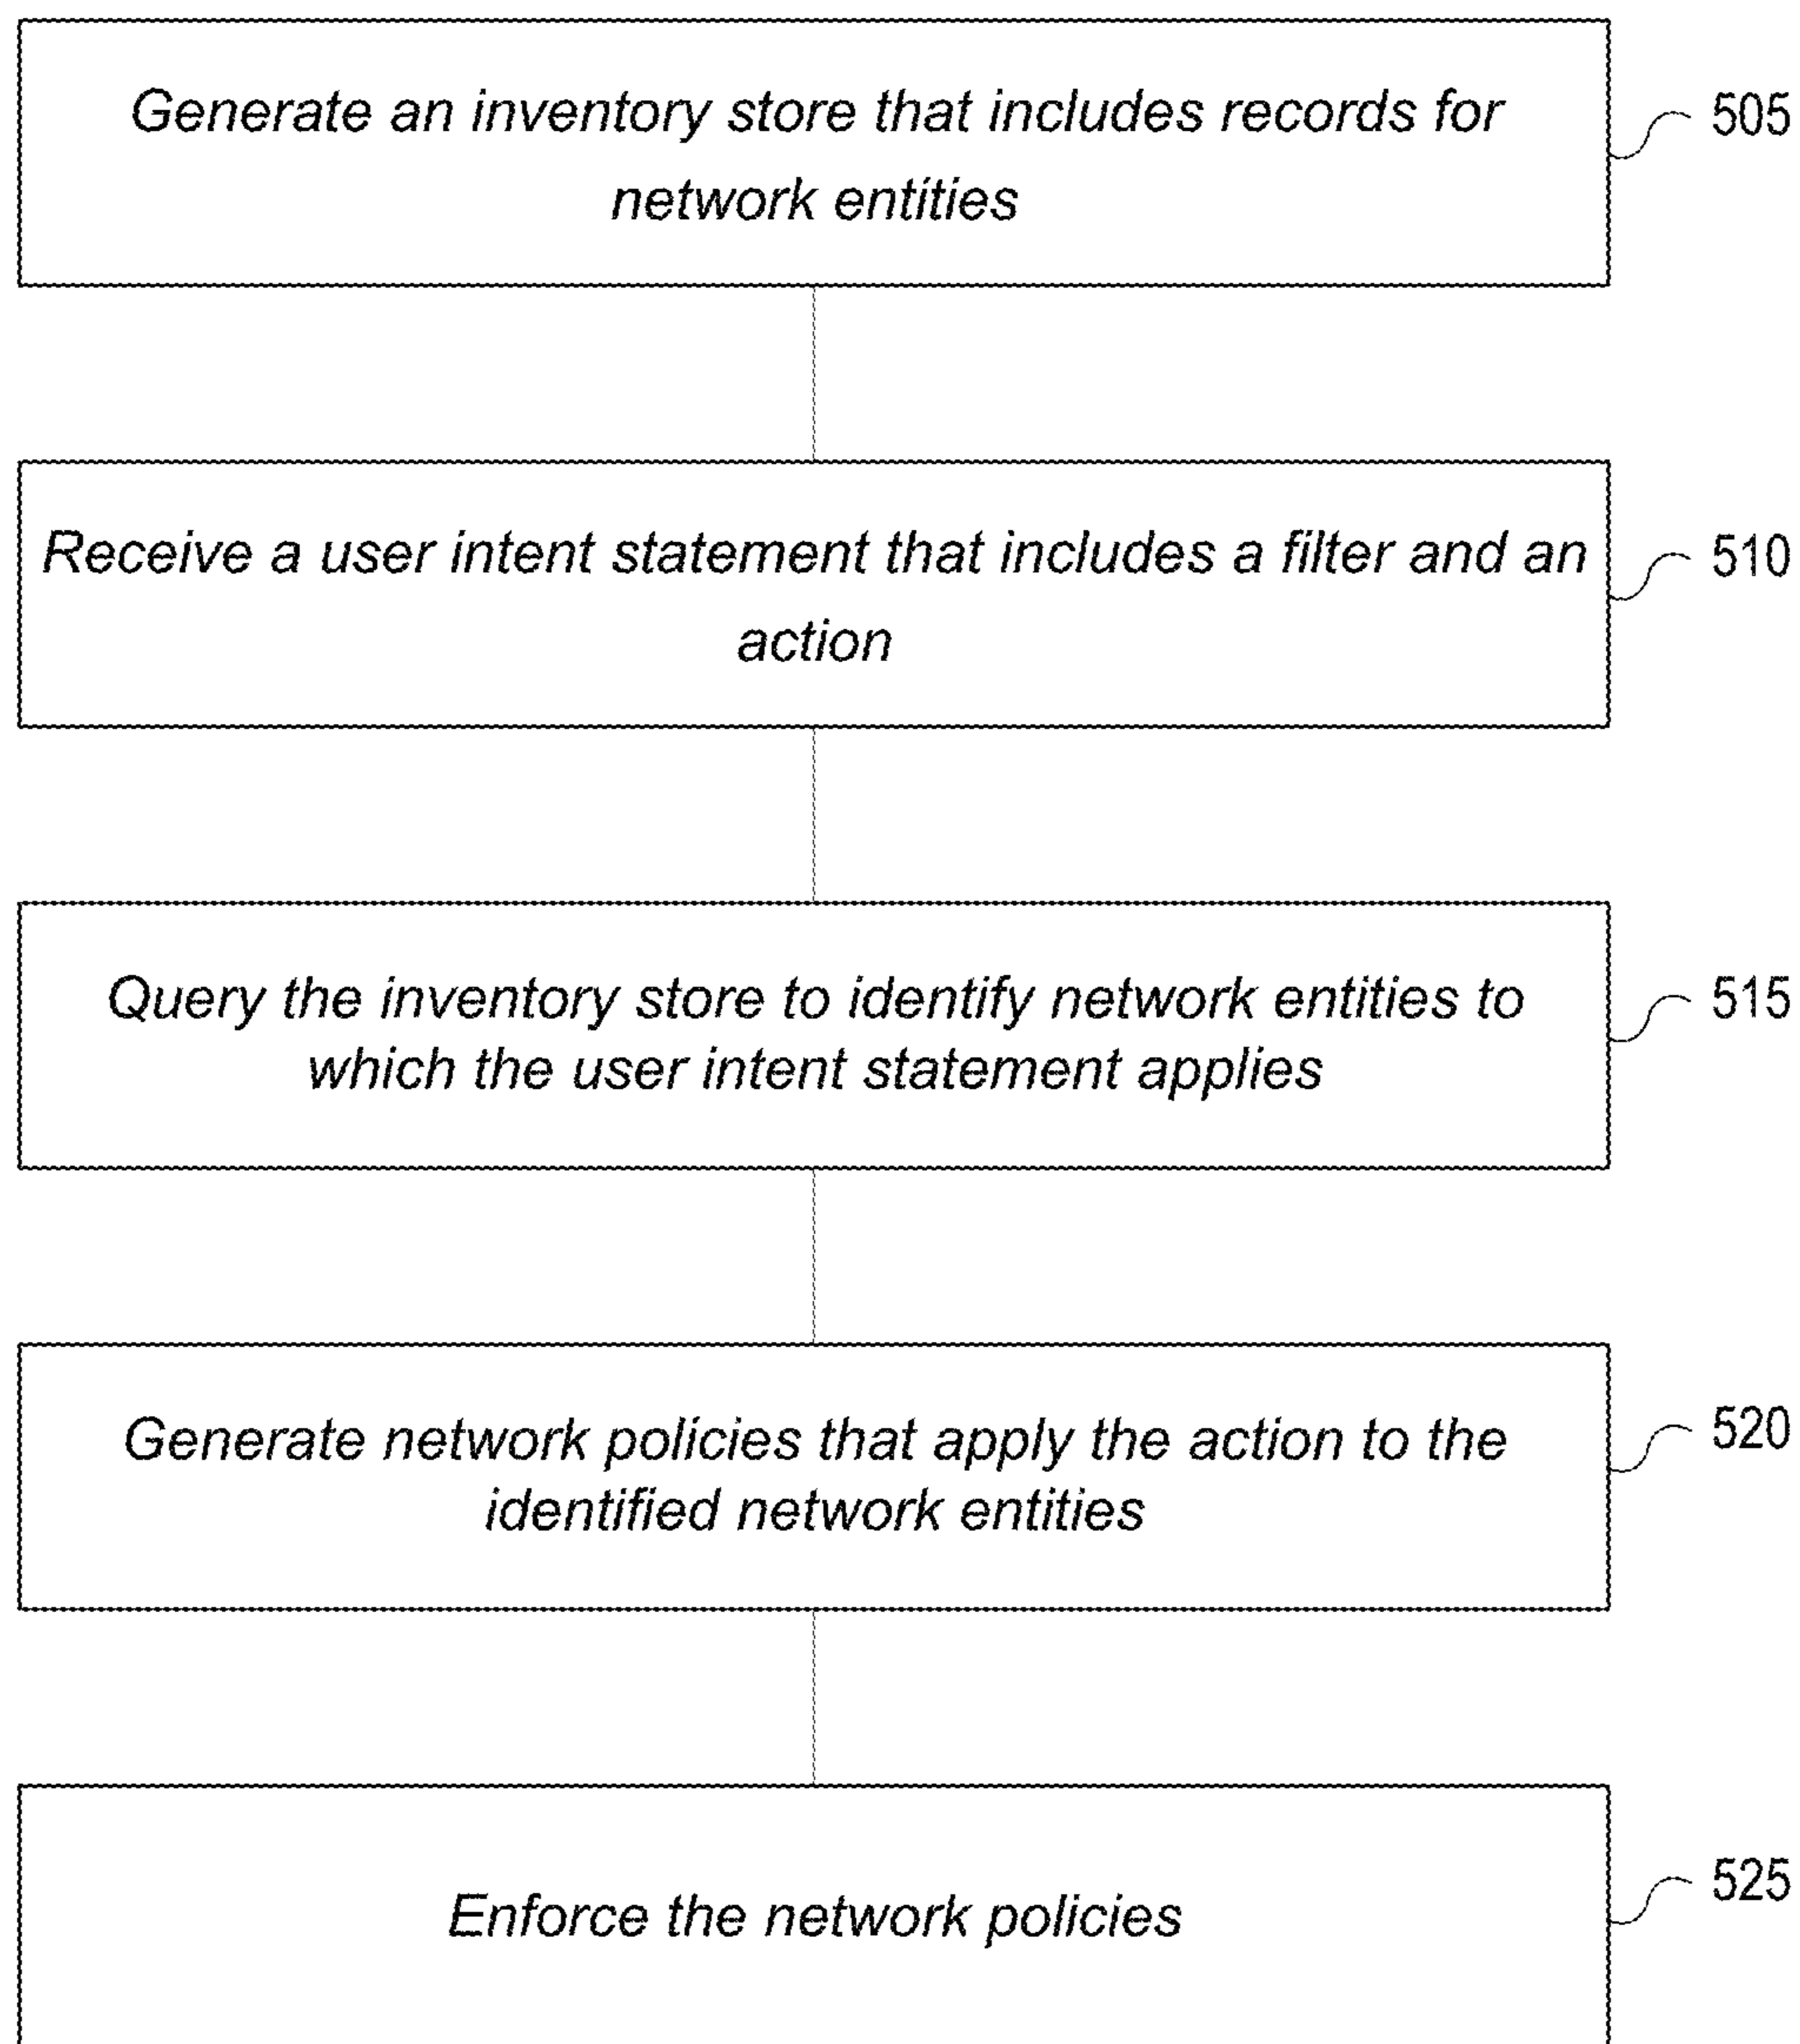 Generate an inventory store that includes records for
network entities
505
Receive a user intent statement that includes a filter and an
action
510
Query the inventory store to identify network entities to
which the user intent statement applies
515
Generate network policies that apply the action to the
identified network entities
520
Enforce the network policies
525